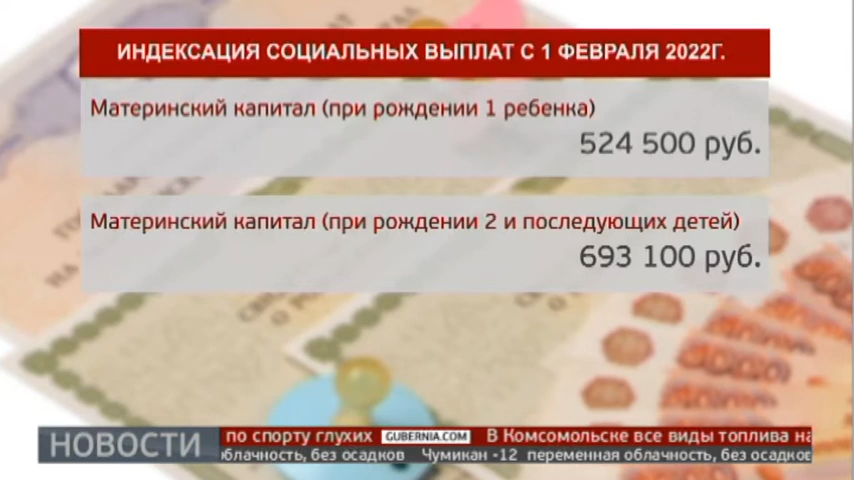 ИНДЕКСАЦИЯ СОЦИАЛЬНЫХ ВЫПЛАТ С 1 ФЕВРАЛЯ 2022Г.
Материнский капитал (при рождении 1 ребенка)
524 500 руб.
Материнский капитал (при рождении 2 и последующих детей)
693 100 руб.
НОВОСТИ
по спорту глухих GUBERNIA.COM В Комсомольске все виды топлива на
облачность, без осадков Чумикан -12 переменная облачность, без осадков